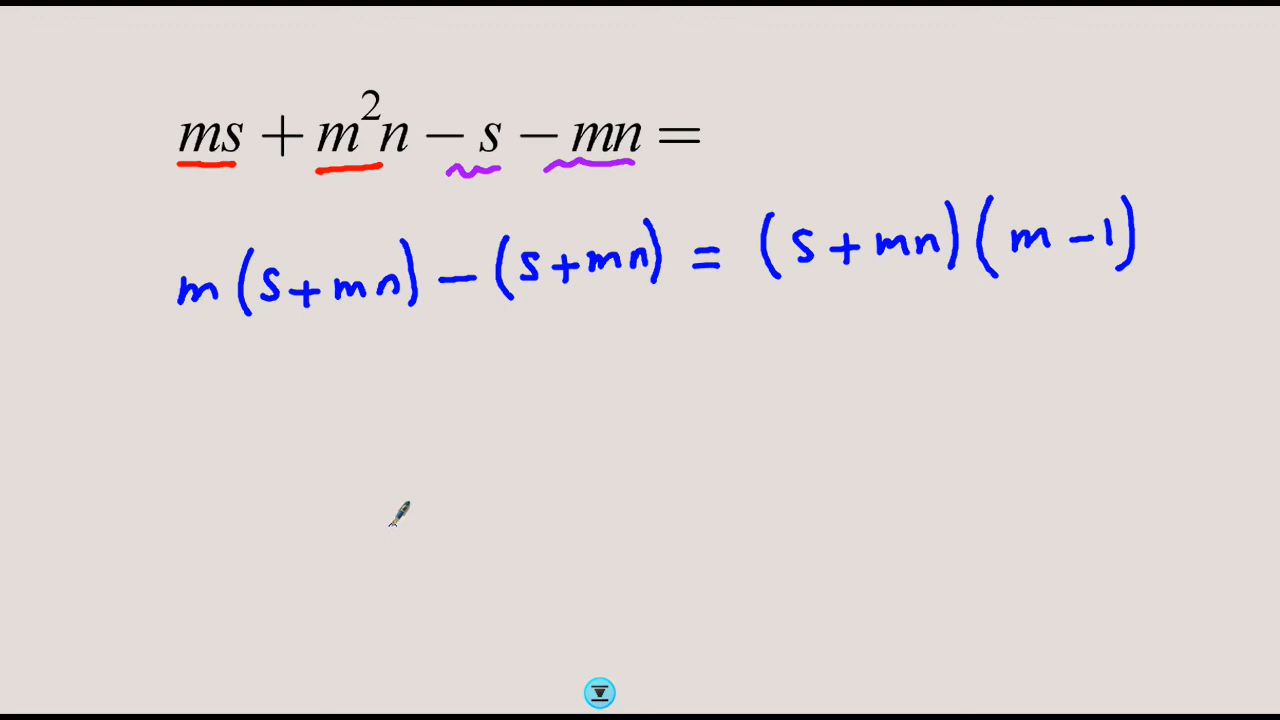 ms + m²n − s − mn =
m(s+mn) − (s+mn) = (s+mn)(m−1)